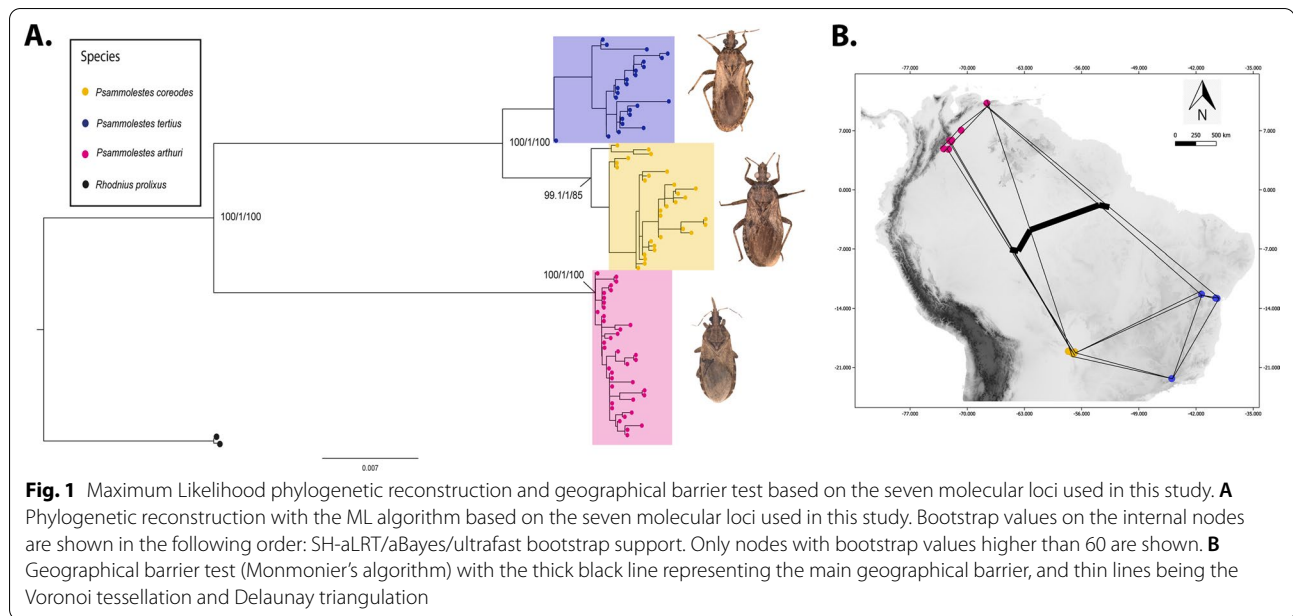 A.
Species
Psammolestes coreodes
Psammolestes tertius
Psammolestes arthuri
Rhodnius prolixus
100/1/100
99.1/1/85
100/1/100
100/1/100
0.007
B.
-77.000 -70.000 -63.000 -56.000 -49.000 -42.000 -35.000
7.000 7.000
0.000 0.000
-7.000 -7.000
-14.000 -14.000
-21.000 -21.000
N
0 250 500 km
-77.000 -70.000 -63.000 -56.000 -49.000 -42.000 -35.000
Fig. 1 Maximum Likelihood phylogenetic reconstruction and geographical barrier test based on the seven molecular loci used in this study. A
Phylogenetic reconstruction with the ML algorithm based on the seven molecular loci used in this study. Bootstrap values on the internal nodes
are shown in the following order: SH-aLRT/aBayes/ultrafast bootstrap support. Only nodes with bootstrap values higher than 60 are shown. B
Geographical barrier test (Monmonier's algorithm) with the thick black line representing the main geographical barrier, and thin lines being the
Voronoi tessellation and Delaunay triangulation